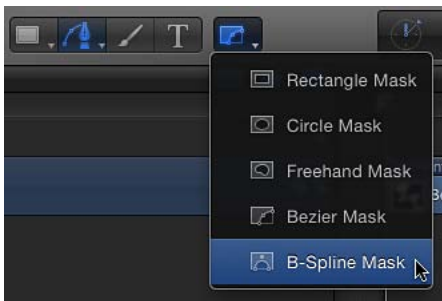 T
Rectangle Mask
Circle Mask
Freehand Mask
Bezier Mask
B-Spline Mask